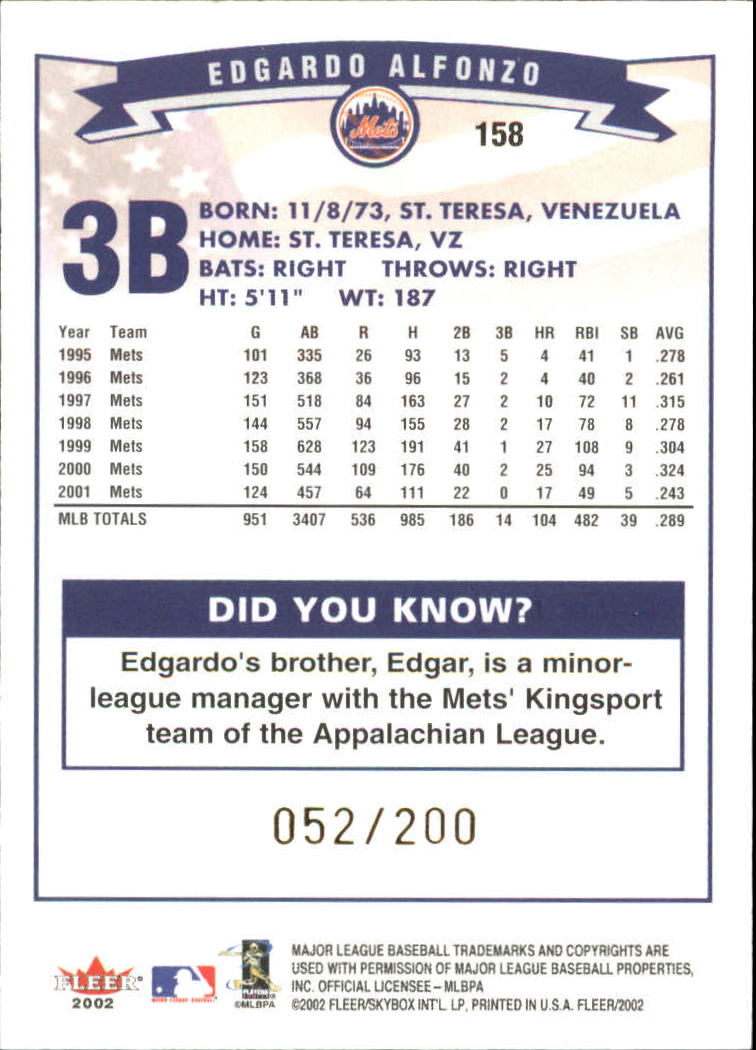 EDGARDO ALFONZO
Mets
158
3B
BORN: 11/8/73, ST. TERESA, VENEZUELA
HOME: ST. TERESA, VZ
BATS: RIGHT THROWS: RIGHT
HT: 5'11" WT: 187
Year Team G AB R H 2B 3B HR RBI SB AVG
1995 Mets 101 335 26 93 13 5 4 41 1 .278
1996 Mets 123 368 36 96 15 2 4 40 2 .261
1997 Mets 151 518 84 163 27 2 10 72 11 .315
1998 Mets 144 557 94 155 28 2 17 78 8 .278
1999 Mets 158 628 123 191 41 1 27 108 9 .304
2000 Mets 150 544 109 176 40 2 25 94 3 .324
2001 Mets 124 457 64 111 22 0 17 49 5 .243
MLB TOTALS 951 3407 536 985 186 14 104 482 39 .289
DID YOU KNOW?
Edgardo's brother, Edgar, is a minor-
league manager with the Mets' Kingsport
team of the Appalachian League.
052/200
FLEER®
2002
MAJOR LEAGUE BASEBALL
PLAYERS
©MLBPA
MAJOR LEAGUE BASEBALL TRADEMARKS AND COPYRIGHTS ARE
USED WITH PERMISSION OF MAJOR LEAGUE BASEBALL PROPERTIES,
INC. OFFICIAL LICENSEE – MLBPA
©2002 FLEER/SKYBOX INT'L. LP, PRINTED IN U.S.A. FLEER/2002